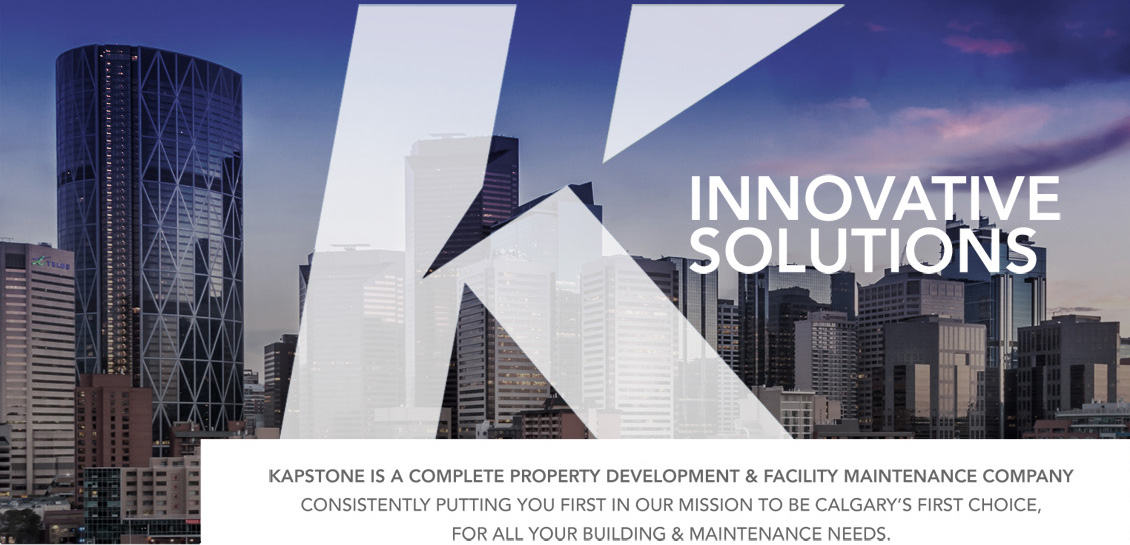 TELUS
K
INNOVATIVE
SOLUTIONS
KAPSTONE IS A COMPLETE PROPERTY DEVELOPMENT & FACILITY MAINTENANCE COMPANY
CONSISTENTLY PUTTING YOU FIRST IN OUR MISSION TO BE CALGARY'S FIRST CHOICE,
FOR ALL YOUR BUILDING & MAINTENANCE NEEDS.